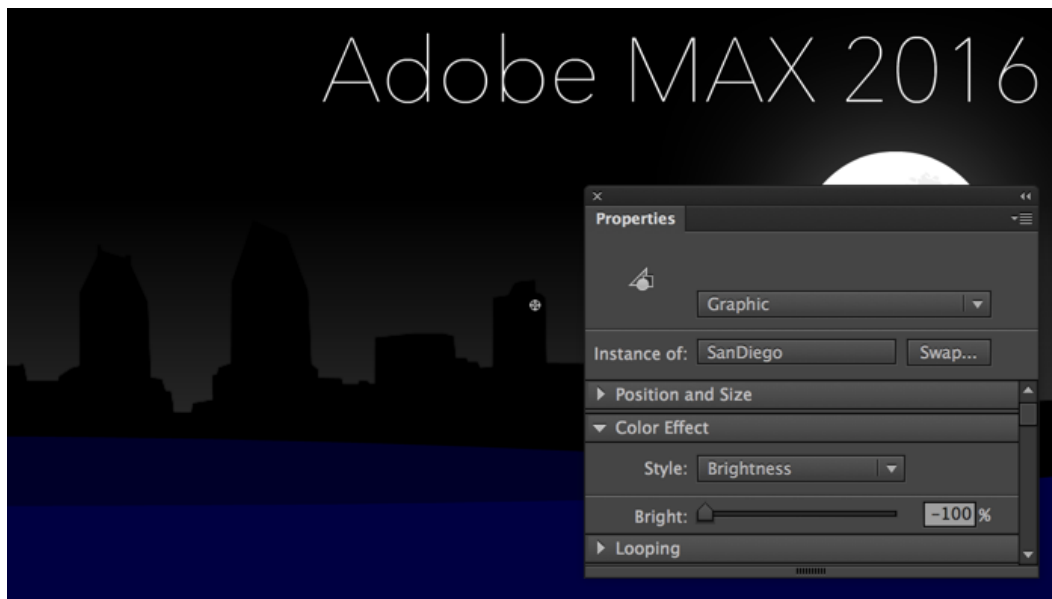 Adobe MAX 2016
Properties
Graphic
Instance of: SanDiego Swap...
Position and Size
Color Effect
Style: Brightness
Bright: -100 %
Looping